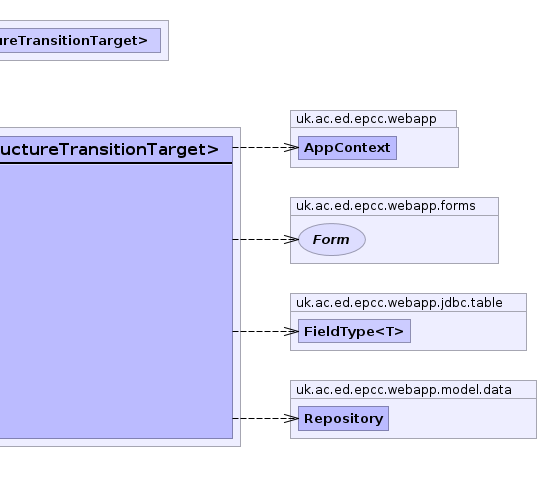 ureTransitionTarget>
uk.ac.ed.epcc.webapp
uctureTransitionTarget>
AppContext
uk.ac.ed.epcc.webapp.forms
Form
uk.ac.ed.epcc.webapp.jdbc.table
FieldType<T>
uk.ac.ed.epcc.webapp.model.data
Repository